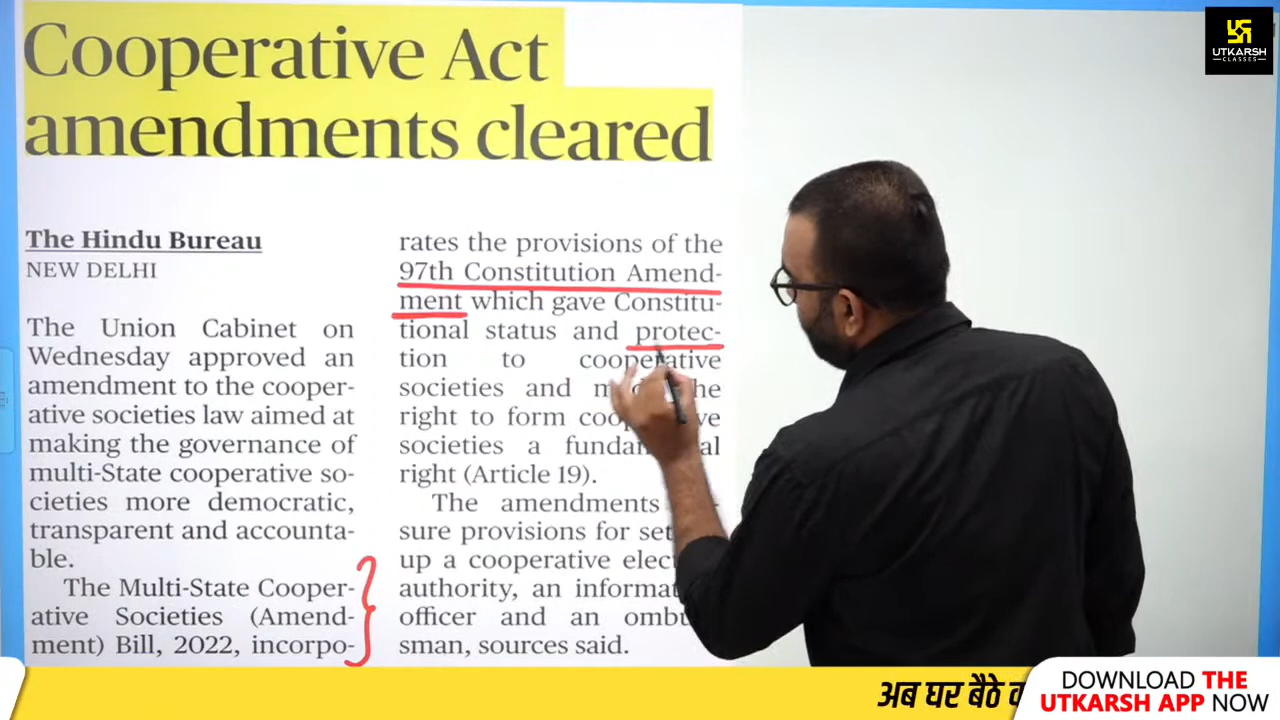 Cooperative Act
amendments cleared
UTKARSH
CLASSES
The Hindu Bureau
NEW DELHI
The Union Cabinet on
Wednesday approved an
amendment to the cooper-
ative societies law aimed at
making the governance of
multi-State cooperative so-
cieties more democratic,
transparent and accounta-
ble.
The Multi-State Cooper-
ative Societies (Amend-
ment) Bill, 2022, incorpo-
rates the provisions of the
97th Constitution Amend-
ment which gave Constitu-
tional status and protec-
tion to cooperative
societies and
right to form
societies a
right (Article 19).
The amendments
sure provisions for
up a cooperative
authority, an
officer and an
sman, sources said.
अब घर बैठे
DOWNLOAD THE
UTKARSH APP NOW